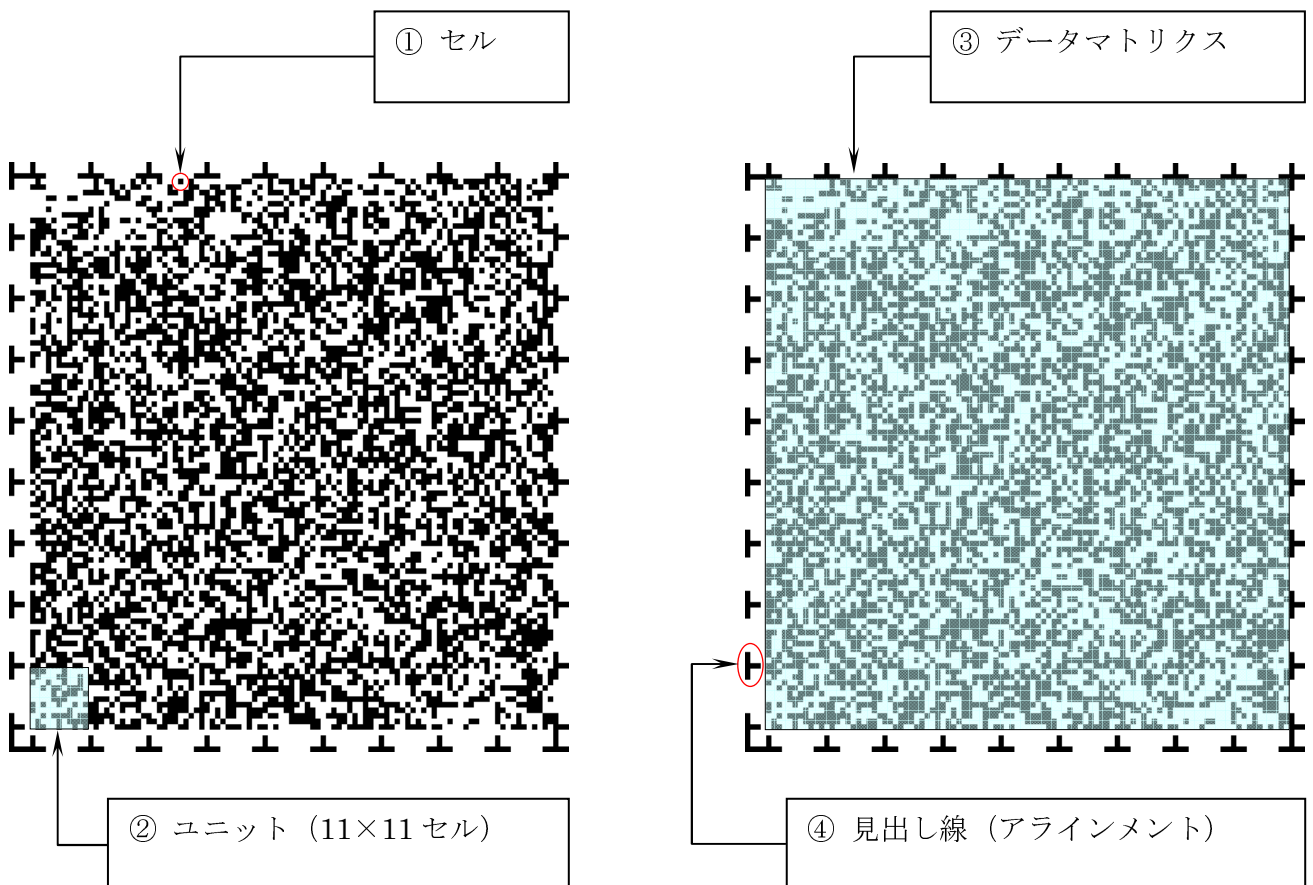 ① セル
③ データマトリクス
② ユニット（11×11 セル）
④ 見出し線（アラインメント）